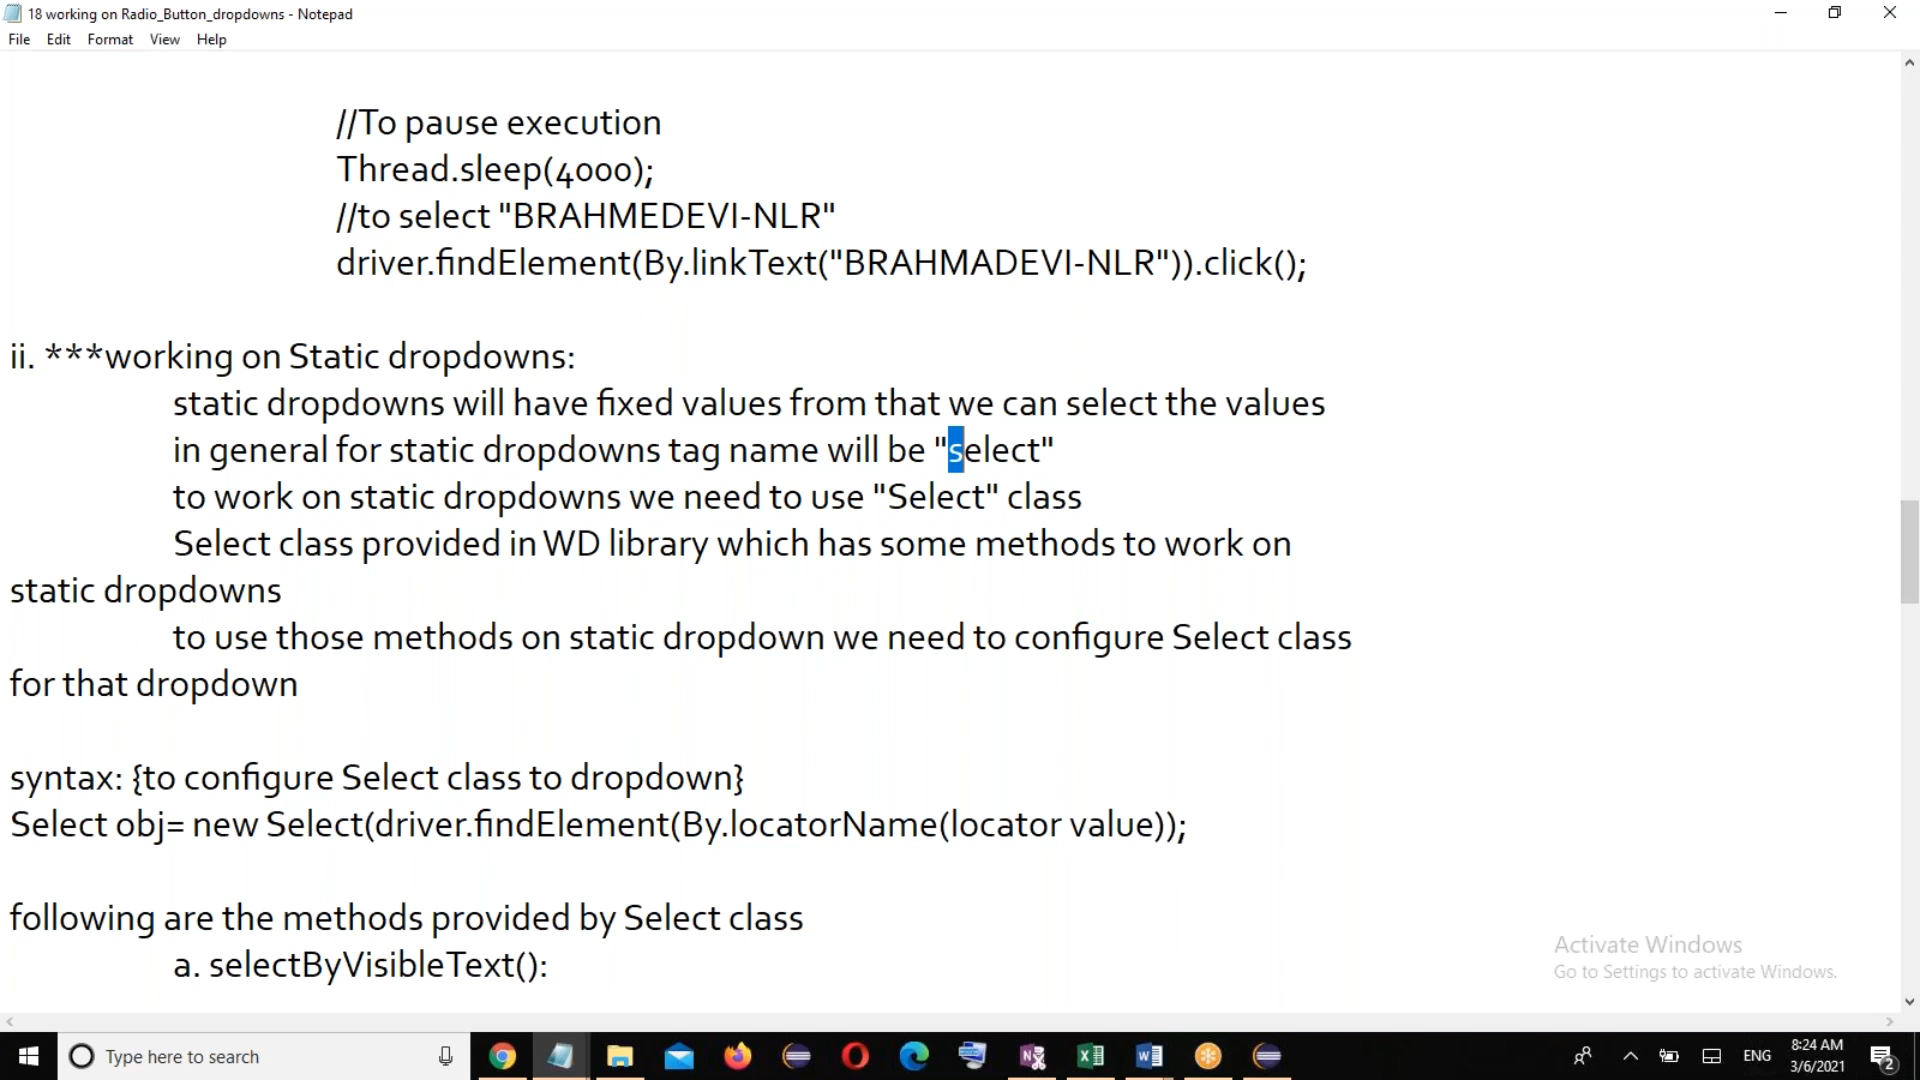 18 working on Radio_Button_dropdowns - Notepad
File Edit Format View Help
//To pause execution
Thread.sleep(4000);
//to select "BRAHMEDEVI-NLR"
driver.findElement(By.linkText("BRAHMADEVI-NLR")).click();
ii. ***working on Static dropdowns:
static dropdowns will have fixed values from that we can select the values
in general for static dropdowns tag name will be "select"
to work on static dropdowns we need to use "Select" class
Select class provided in WD library which has some methods to work on
static dropdowns
to use those methods on static dropdown we need to configure Select class
for that dropdown
syntax: {to configure Select class to dropdown}
Select obj= new Select(driver.findElement(By.locatorName(locator value));
following are the methods provided by Select class
a. selectByVisibleText():
Activate Windows
Go to Settings to activate Windows.
Type here to search
ENG
8:24 AM
3/6/2021
2